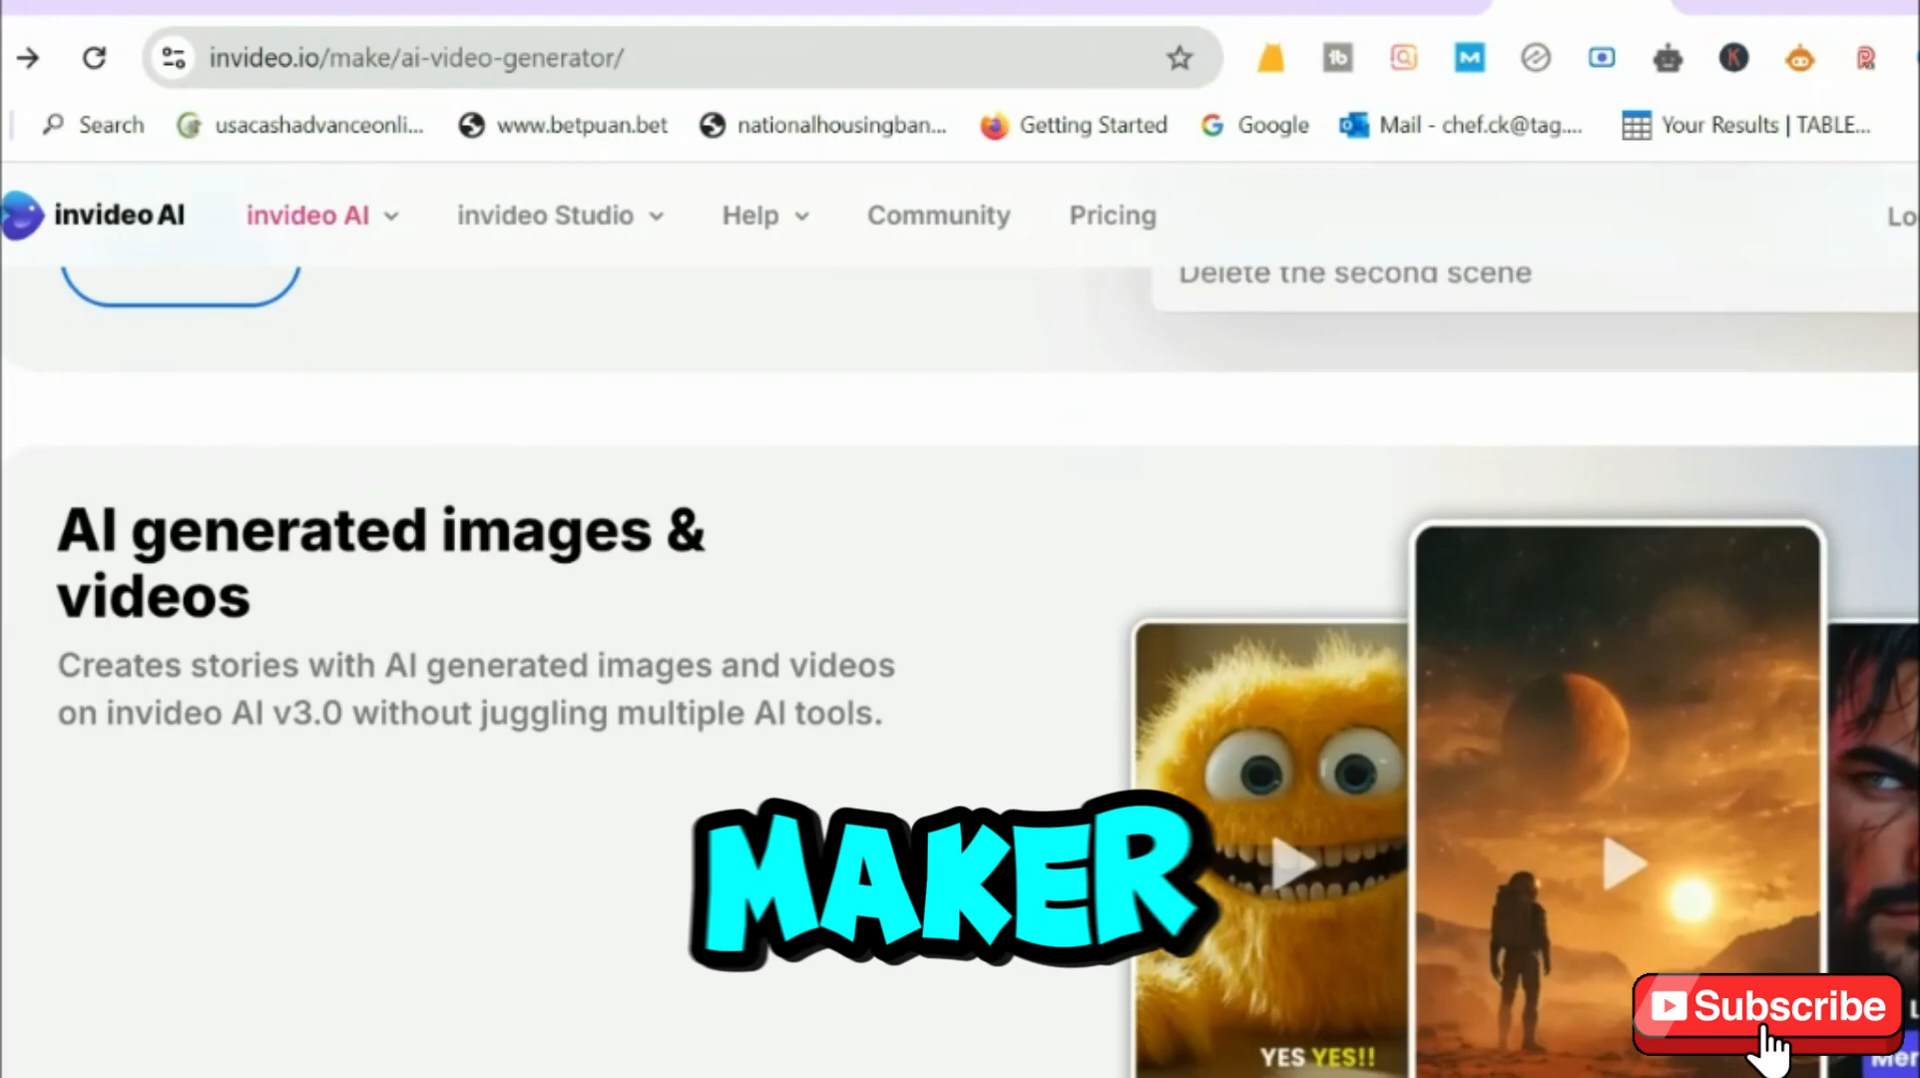 invideo.io/make/ai-video-generator/
Search usacashadvanceonli... www.betpuan.bet nationalhousingban... Getting Started Google Mail - chef.ck@tag.... Your Results | TABLE...
invideo AI invideo AI invideo Studio Help Community Pricing Lo
Delete the second scene
AI generated images &
videos
Creates stories with AI generated images and videos
on invideo AI v3.0 without juggling multiple AI tools.
MAKER
Subscribe
YES YES!!
Mer